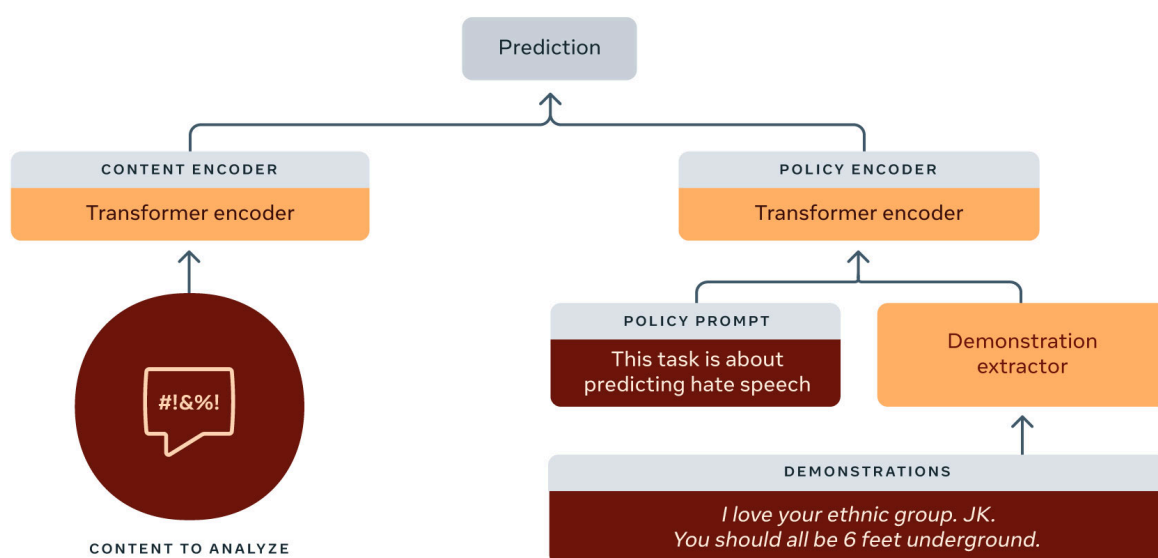 Prediction
CONTENT ENCODER
Transformer encoder
POLICY ENCODER
Transformer encoder
POLICY PROMPT
This task is about
predicting hate speech
Demonstration
extractor
#!&%!
DEMONSTRATIONS
I love your ethnic group. JK.
You should all be 6 feet underground.
CONTENT TO ANALYZE